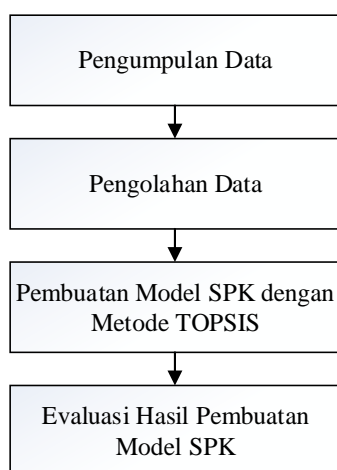 Pengumpulan Data
Pengolahan Data
Pembuatan Model SPK dengan
Metode TOPSIS
Evaluasi Hasil Pembuatan
Model SPK